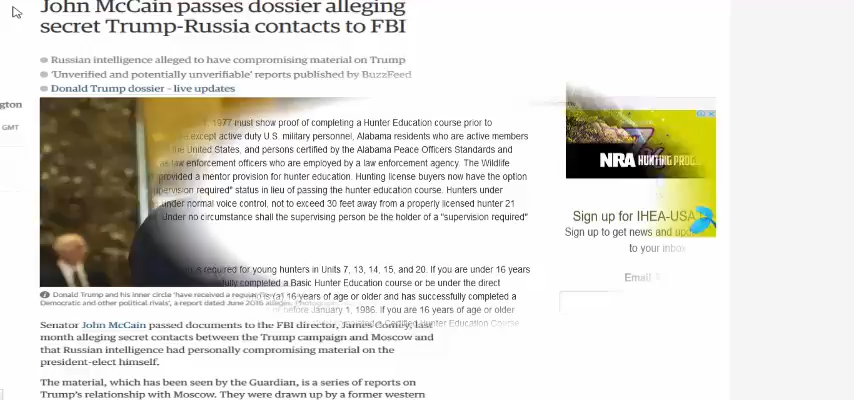 John McCain passes dossier alleging
secret Trump-Russia contacts to FBI
Russian intelligence alleged to have compromising material on Trump
'Unverified and potentially unverifiable' reports published by BuzzFeed
Donald Trump dossier – live updates
gton
GMT
1977 must show proof of completing a Hunter Education course prior to
except active duty U.S. military personnel, Alabama residents who are active members
the United States, and persons certified by the Alabama Peace Officers Standards and
law enforcement officers who are employed by a law enforcement agency. The Wildlife
provided a mentor provision for hunter education. Hunting license buyers now have the option
required" status in lieu of passing the hunter education course. Hunters under
under normal voice control, not to exceed 30 feet away from a properly licensed hunter 21
Under no circumstance shall the supervising person be the holder of a "supervision required"
is required for young hunters in Units 7, 13, 14, 15, and 20. If you are under 16 years
completed a Basic Hunter Education course or be under the direct
16 years of age or older and has successfully completed a
before January 1, 1986. If you are 16 years of age or older
Hunter Education Course
NRA HUNTING
Sign up for IHEA-USA
Sign up to get news and
to your inbox
Email
Donald Trump and his inner circle 'have received a regular
Democratic and other political rivals', a report dated June 2016 alleges.
Senator John McCain passed documents to the FBI director, James Comey, last
month alleging secret contacts between the Trump campaign and Moscow and
that Russian intelligence had personally compromising material on the
president-elect himself.
The material, which has been seen by the Guardian, is a series of reports on
Trump's relationship with Moscow. They were drawn up by a former western